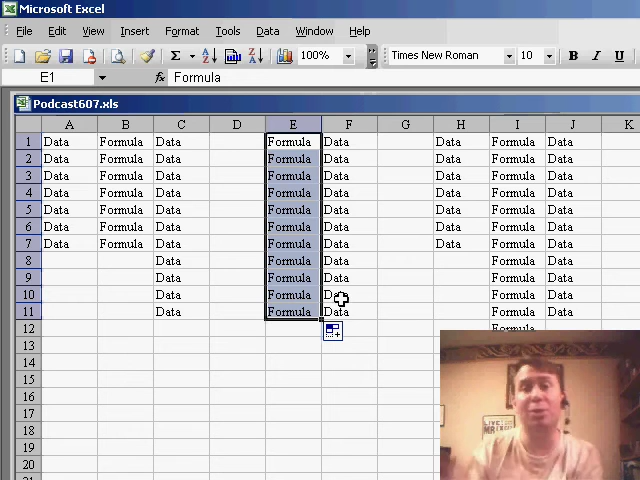 Microsoft Excel
File Edit View Insert Format Tools Data Window Help
Σ 100% Times New Roman 10 B I U
E1 fx Formula
Podcast607.xls
A B C D E F G H I J K
1 Data Formula Data Formula Data Data Formula Data
2 Data Formula Data Formula Data Data Formula Data
3 Data Formula Data Formula Data Data Formula Data
4 Data Formula Data Formula Data Data Formula Data
5 Data Formula Data Formula Data Data Formula Data
6 Data Formula Data Formula Data Data Formula Data
7 Data Formula Data Formula Data Data Formula Data
8 Data Formula Data Formula Data
9 Data Formula Data Formula Data
10 Data Formula Data Formula Data
11 Data Formula Data Formula Data
12 Formula
13
14
15
16
17
18
19
20
LIVE
MR